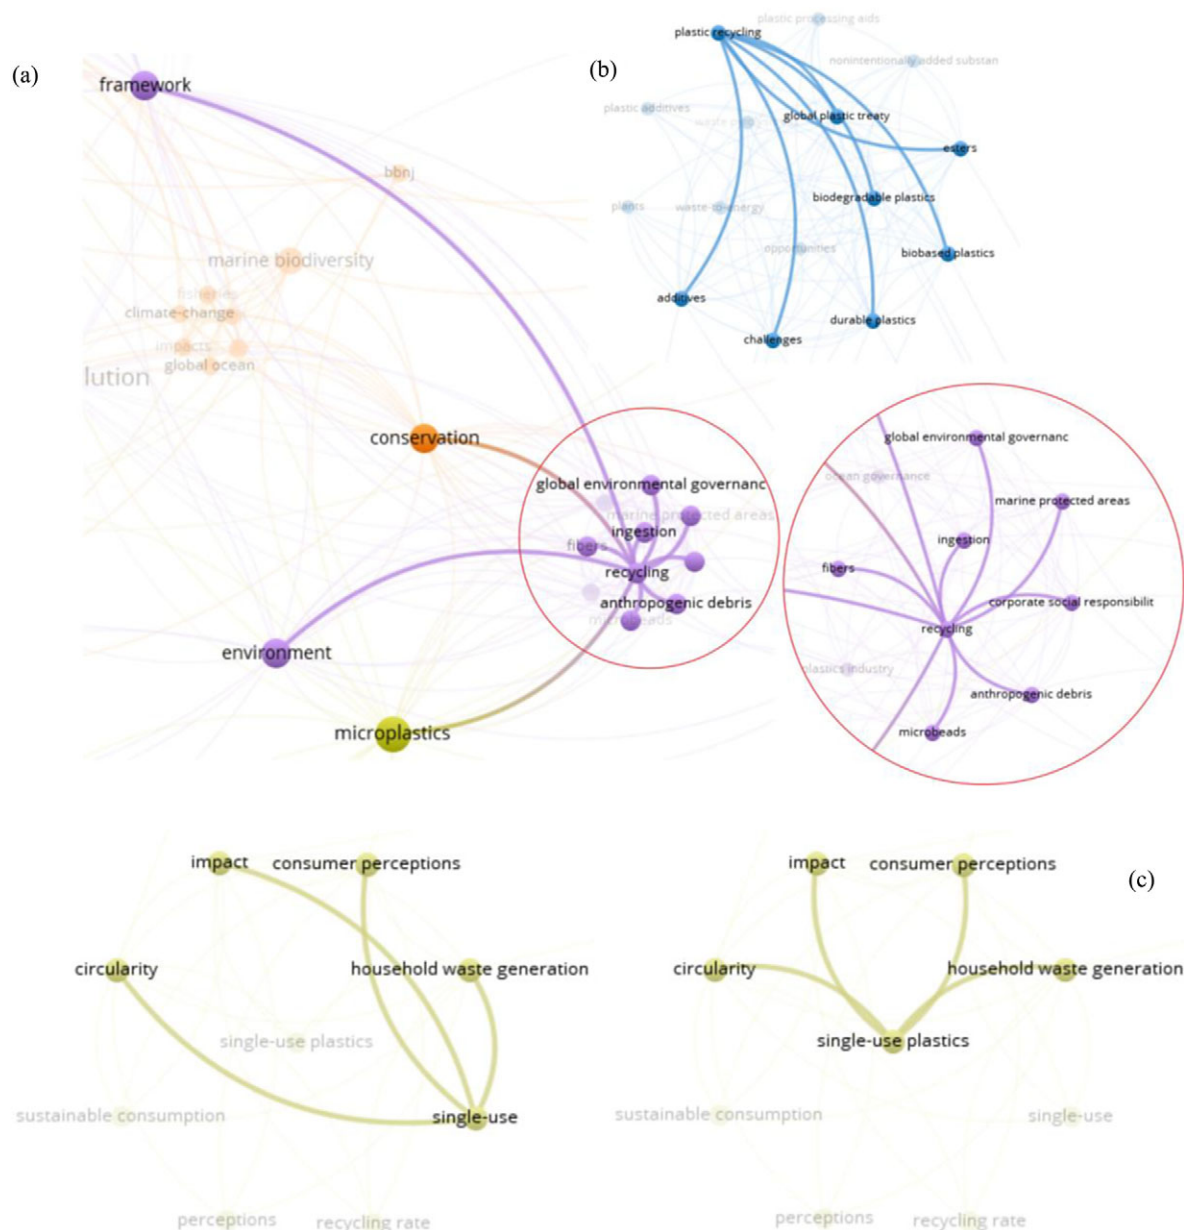 (a)
framework
bbnj
marine biodiversity
fisheries
climate-change
impacts
global ocean
lution
conservation
global environmental governanc
marine protected areas
ingestion
fibers
recycling
anthropogenic debris
microbeads
environment
microplastics
(b)
plastic processing aids
plastic recycling
nonintentionally added substan
plastic additives
global plastic treaty
esters
biodegradable plastics
plants
waste-to-energy
opportunities
biobased plastics
additives
durable plastics
challenges
global environmental governanc
ocean governance
marine protected areas
ingestion
fibers
corporate social responsibilit
recycling
plastics industry
anthropogenic debris
microbeads
impact
consumer perceptions
circularity
household waste generation
single-use plastics
sustainable consumption
single-use
perceptions
recycling rate
(c)
impact
consumer perceptions
circularity
household waste generation
single-use plastics
sustainable consumption
single-use
perceptions
recycling rate